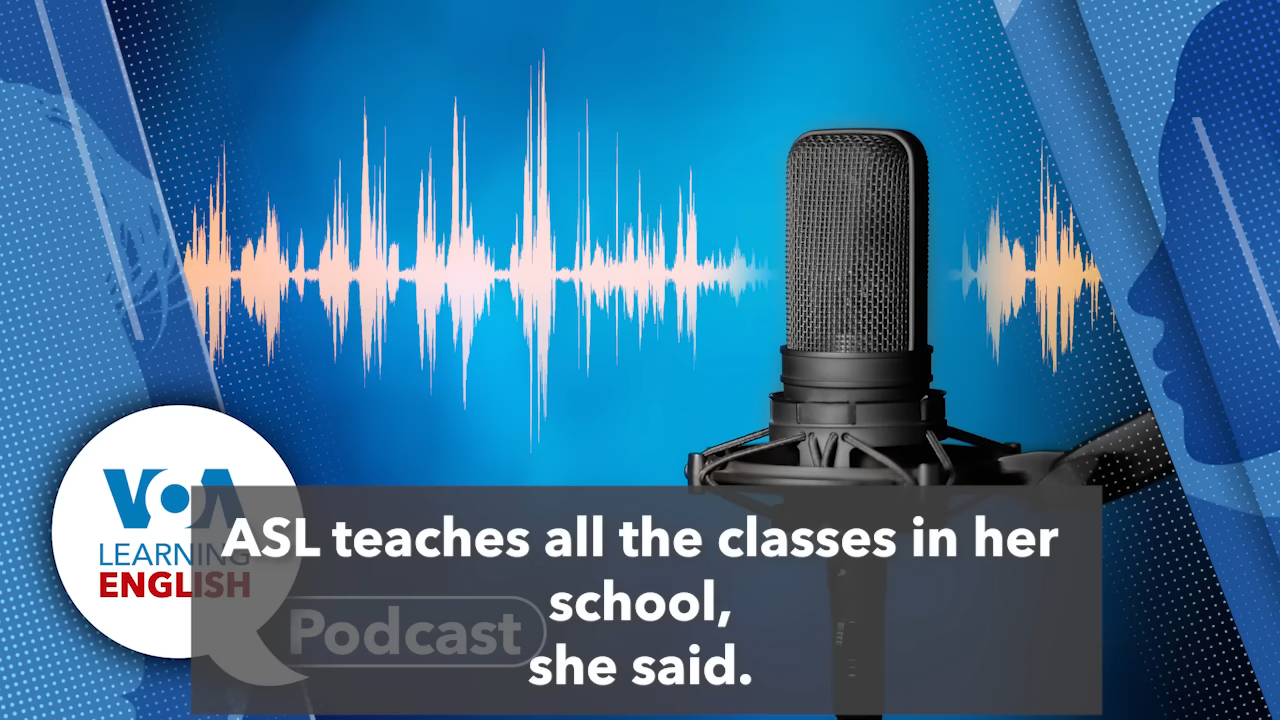 VOA
LEARNING
ENGLISH
Podcast
ASL teaches all the classes in her
school,
she said.